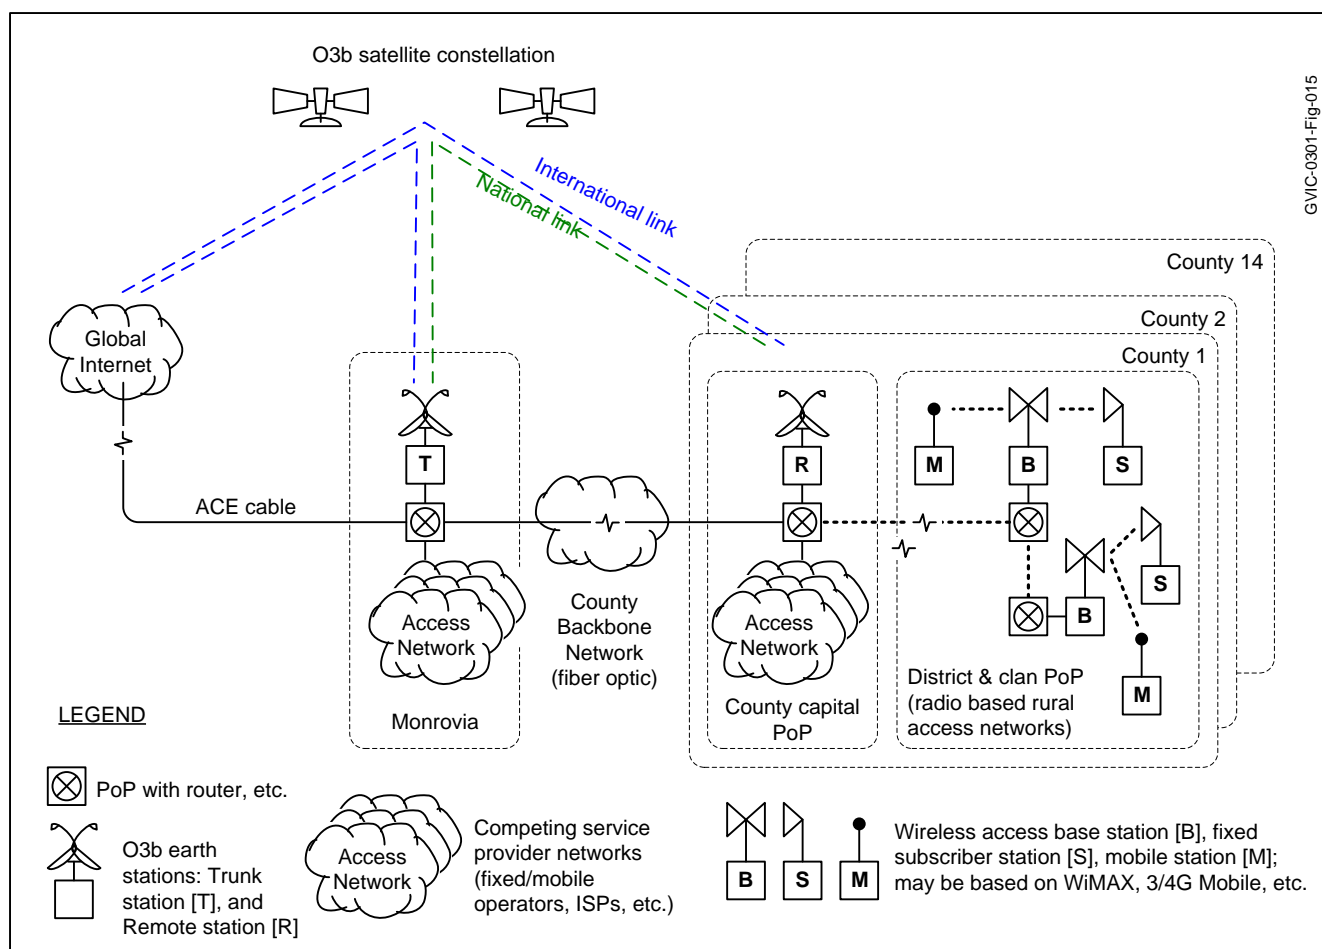 O3b satellite constellation
GVIC-0301-Fig-015
International link
National link
County 14
County 2
County 1
Global
Internet
T
R
M
B
S
ACE cable
S
B
M
Access
Network
Monrovia
County
Backbone
Network
(fiber optic)
Access
Network
County capital
PoP
District & clan PoP
(radio based rural
access networks)
LEGEND
PoP with router, etc.
O3b earth
stations: Trunk
station [T], and
Remote station [R]
Access
Network
Competing service
provider networks
(fixed/mobile
operators, ISPs, etc.)
B
S
M
Wireless access base station [B], fixed
subscriber station [S], mobile station [M];
may be based on WiMAX, 3/4G Mobile, etc.